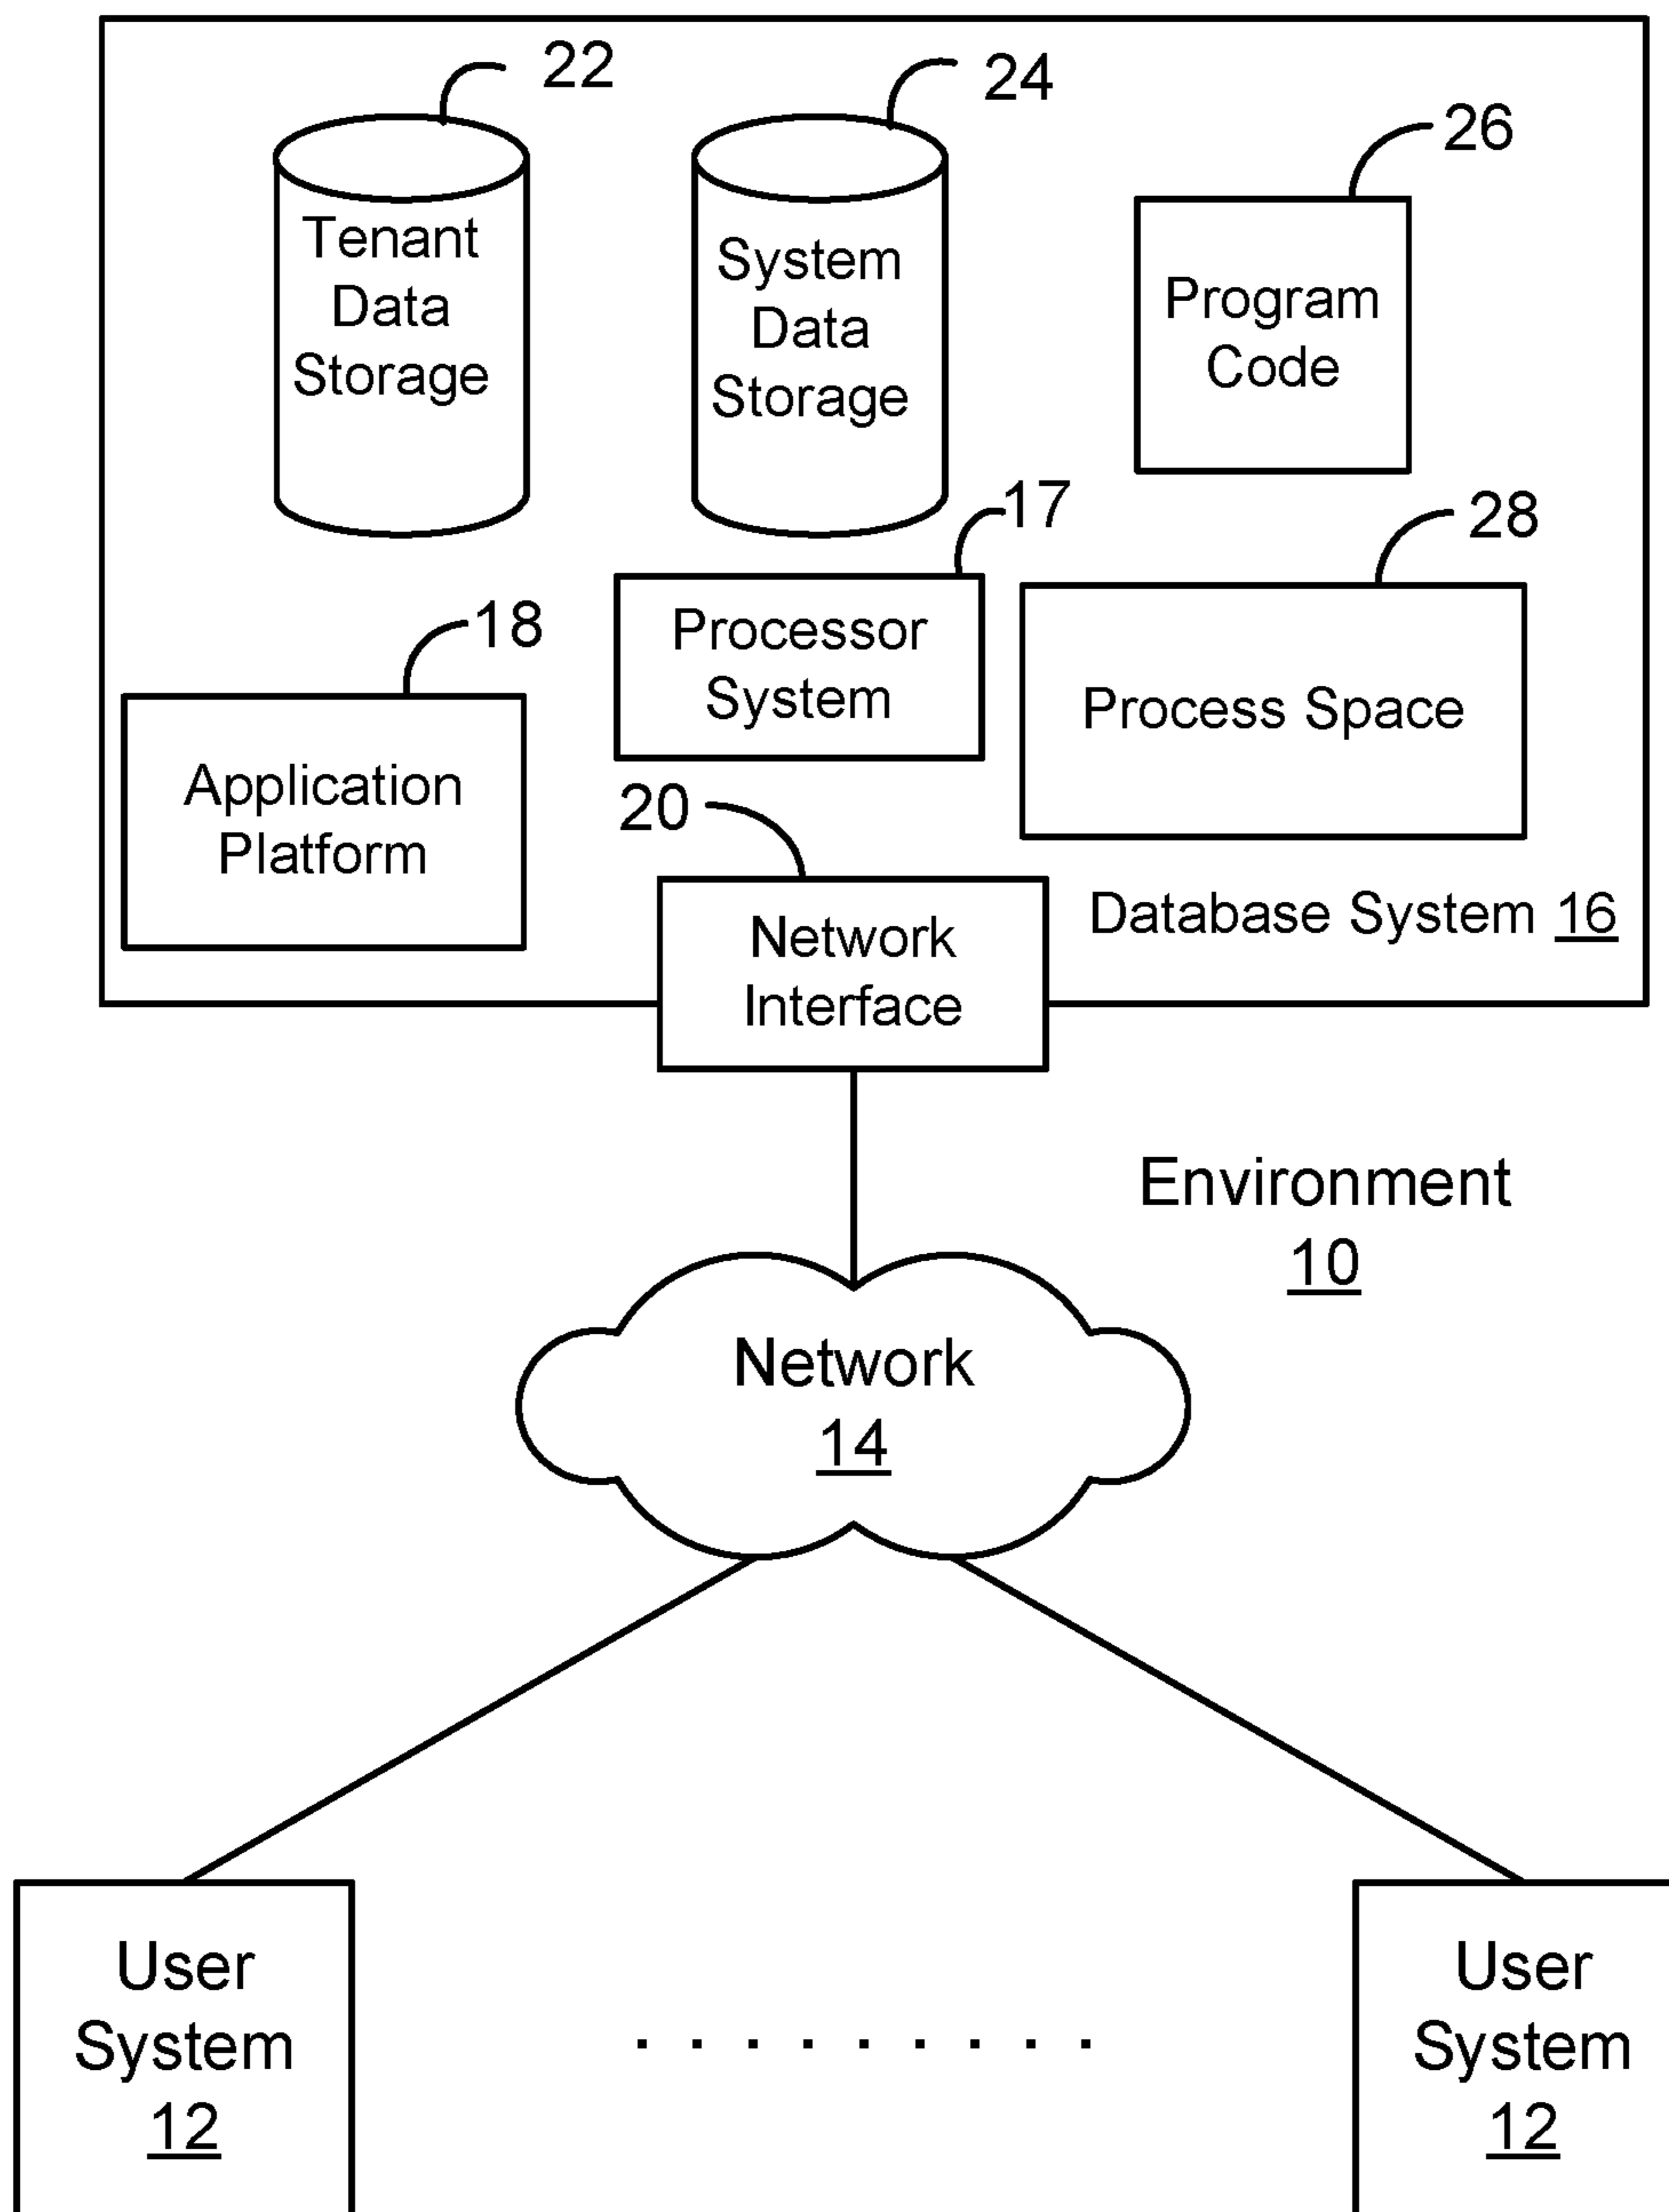 22
24
26
Tenant
Data
Storage
System
Data
Storage
Program
Code
17
28
18
Processor
System
Process Space
Application
Platform
20
Database System 16
Network
Interface
Environment
10
Network
14
User
System
12
. . . . . . . . .
User
System
12